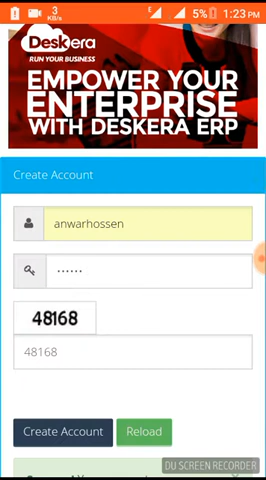 3
KB/s
E
5%
1:23 PM
Deskera
RUN YOUR BUSINESS
EMPOWER YOUR
ENTERPRISE
WITH DESKERA ERP
Create Account
anwarhossen
••••••
48168
48168
Create Account
Reload
DU SCREEN RECORDER